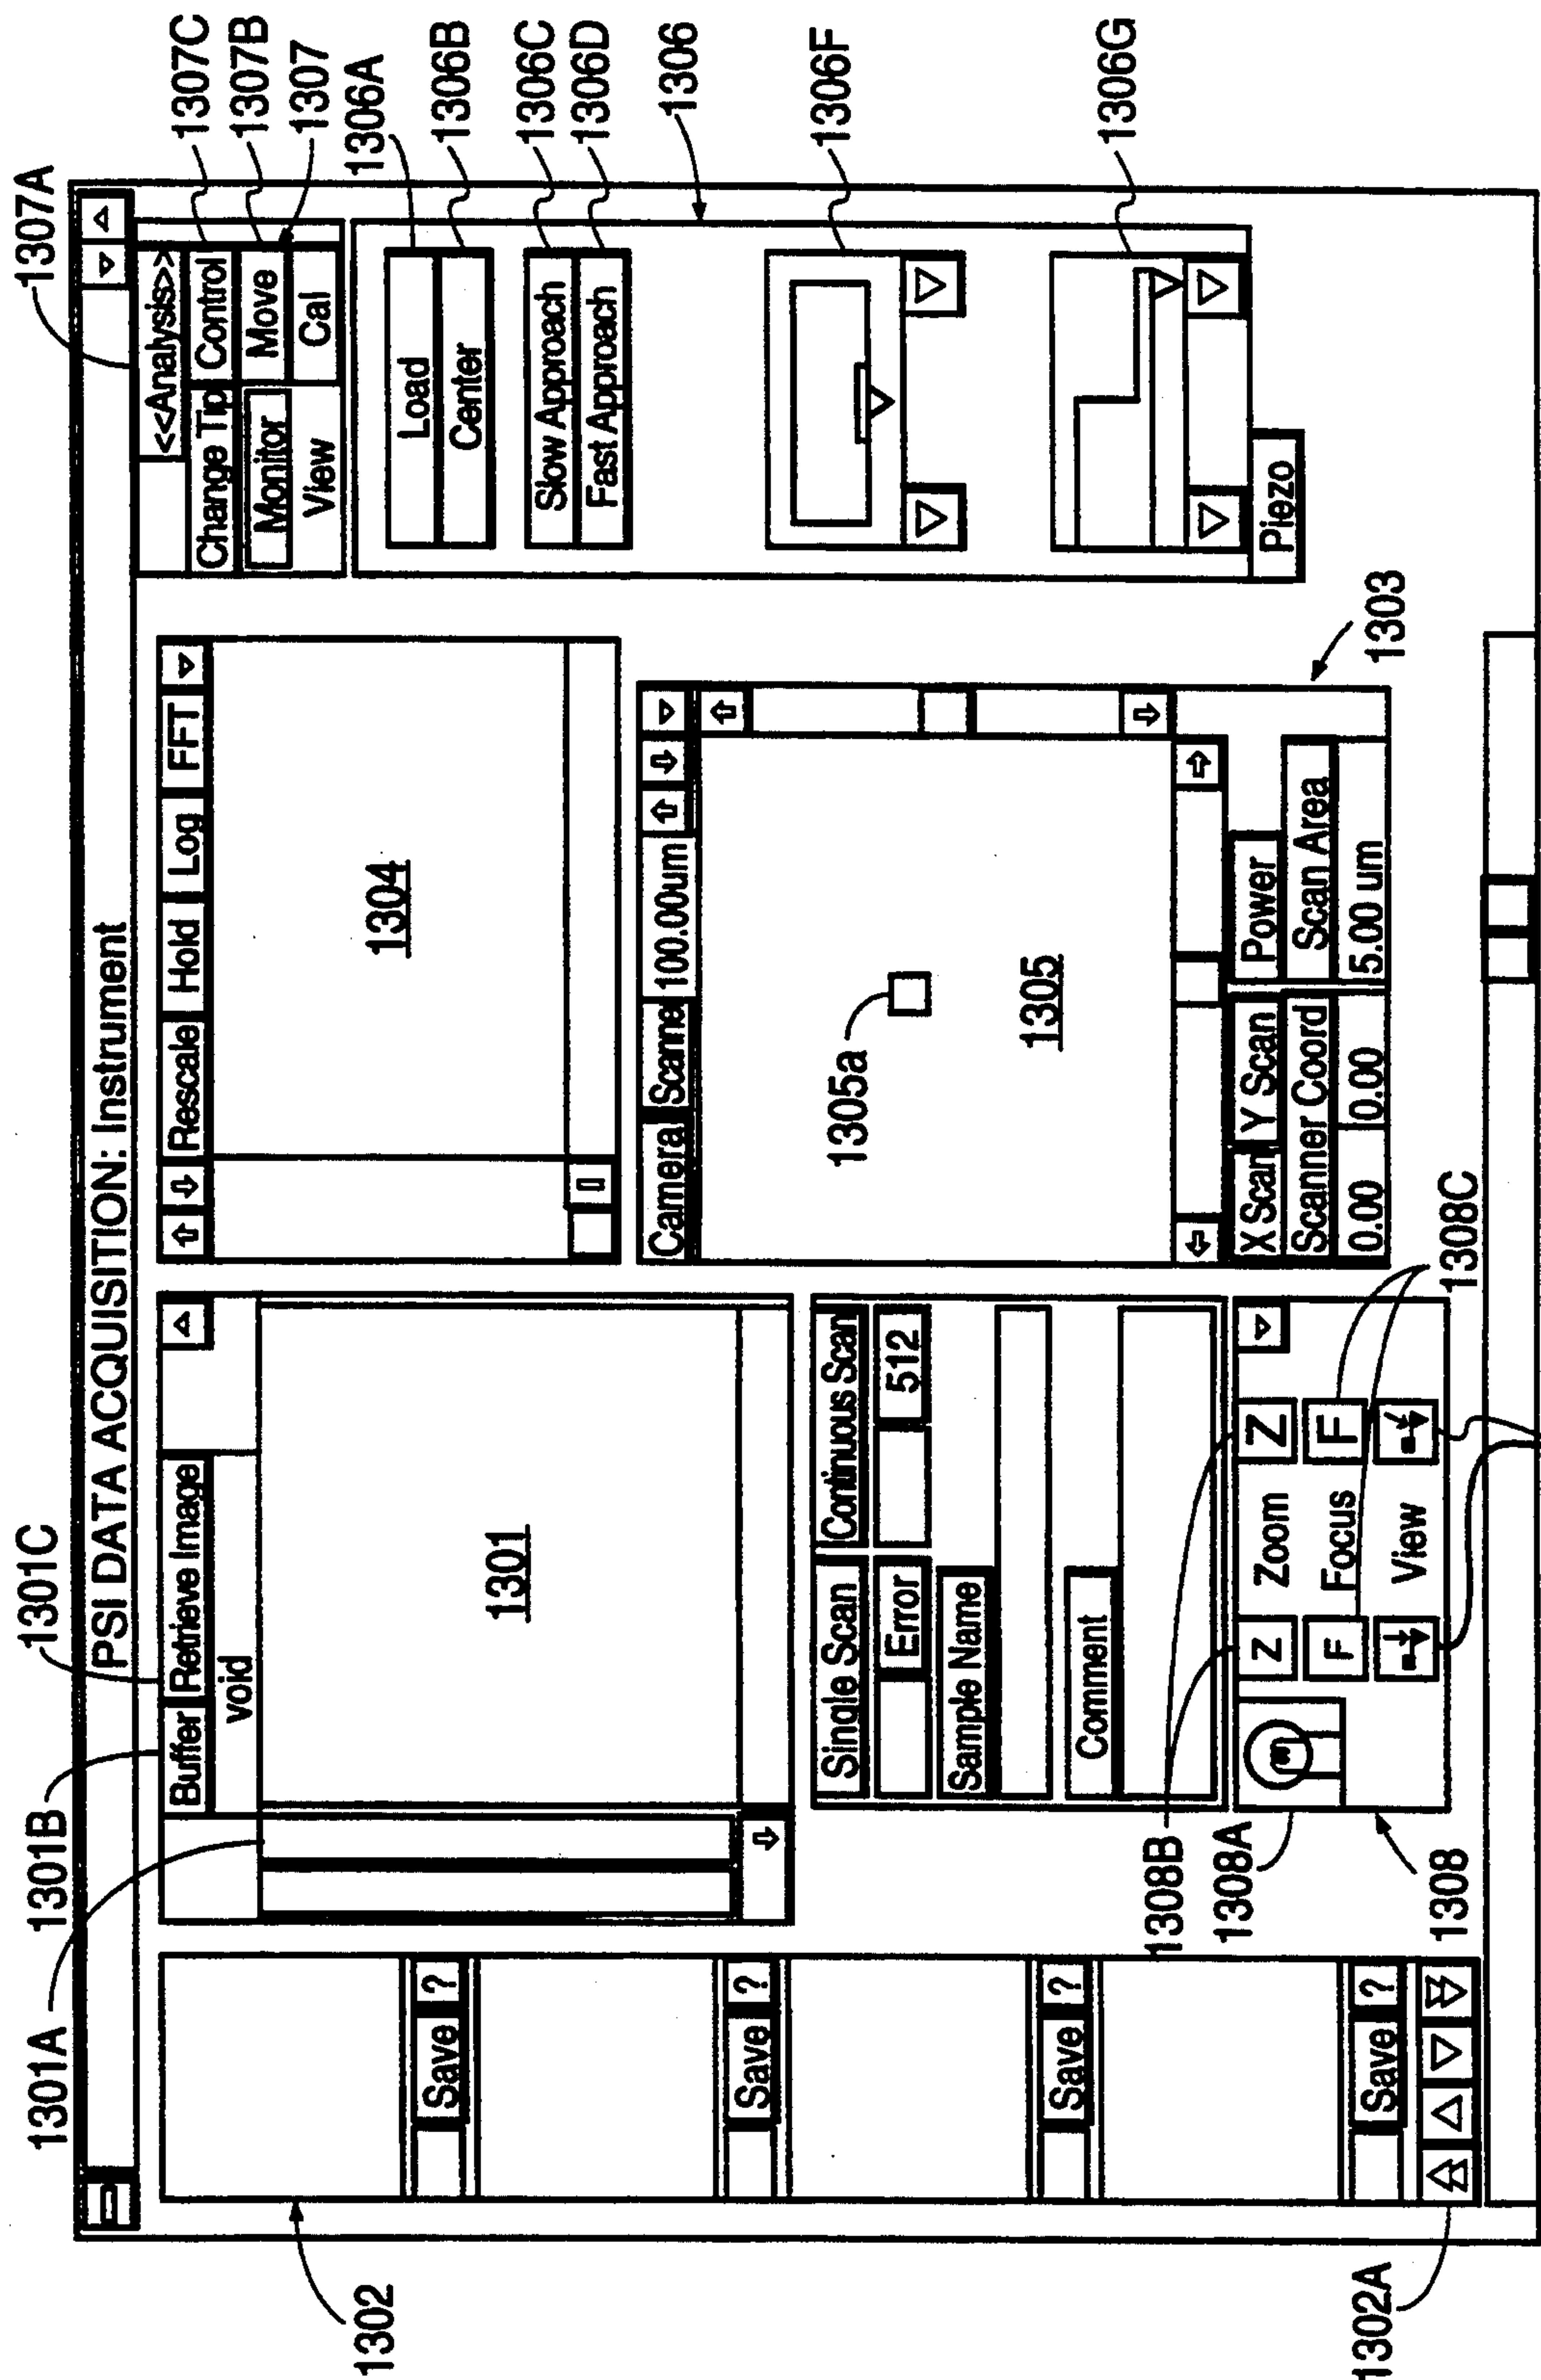 1307A
1301C
1301B
1301A
PSI DATA ACQUISITION: Instrument
Buffer Retrieve Image
void
1301
Rescale Hold Log FFT
1304
<<Analysis>>
Change Tip Control
Monitor Move
View Cal
1307C
1307B
1307
1306A
Load
Center
1306B
Slow Approach
Fast Approach
1306C
1306D
1306
1306F
1306G
Piezo
1302
Save ?
Save ?
Save ?
Save ?
1302A
Single Scan Continuous Scan
Error 512
Sample Name
Comment
Camera Scanne 100.00um
1305a
1305
X Scan Y Scan Power
Scanner Coord Scan Area
0.00 0.00 5.00 um
1303
1308B
1308A
1308
Z Zoom Z
F Focus F
View
1308C